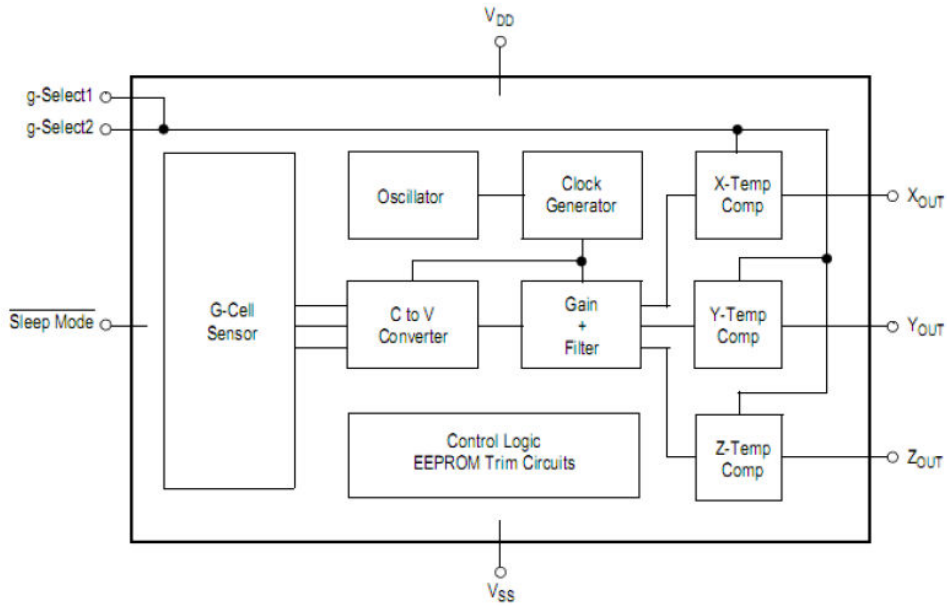 VDD
g-Select1
g-Select2
Oscillator
Clock
Generator
X-Temp
Comp
XOUT
Sleep Mode
G-Cell
Sensor
C to V
Converter
Gain
+
Filter
Y-Temp
Comp
YOUT
Control Logic
EEPROM Trim Circuits
Z-Temp
Comp
ZOUT
VSS